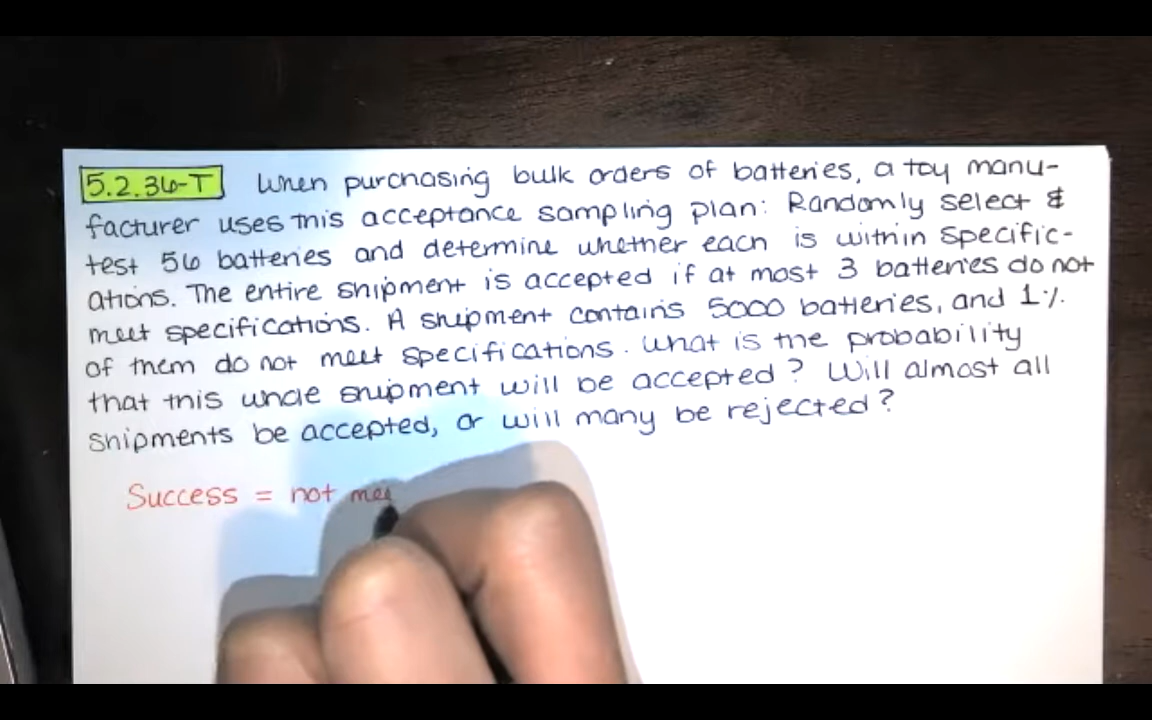 5.2.36-T When purchasing bulk orders of batteries, a toy manu-
facturer uses this acceptance sampling plan: Randomly select &
test 56 batteries and determine whether each is within specific-
ations. The entire shipment is accepted if at most 3 batteries do not
meet specifications. A shipment contains 5000 batteries, and 1%
of them do not meet specifications. What is the probability
that this whole shipment will be accepted? Will almost all
shipments be accepted, or will many be rejected?
Success = not mee